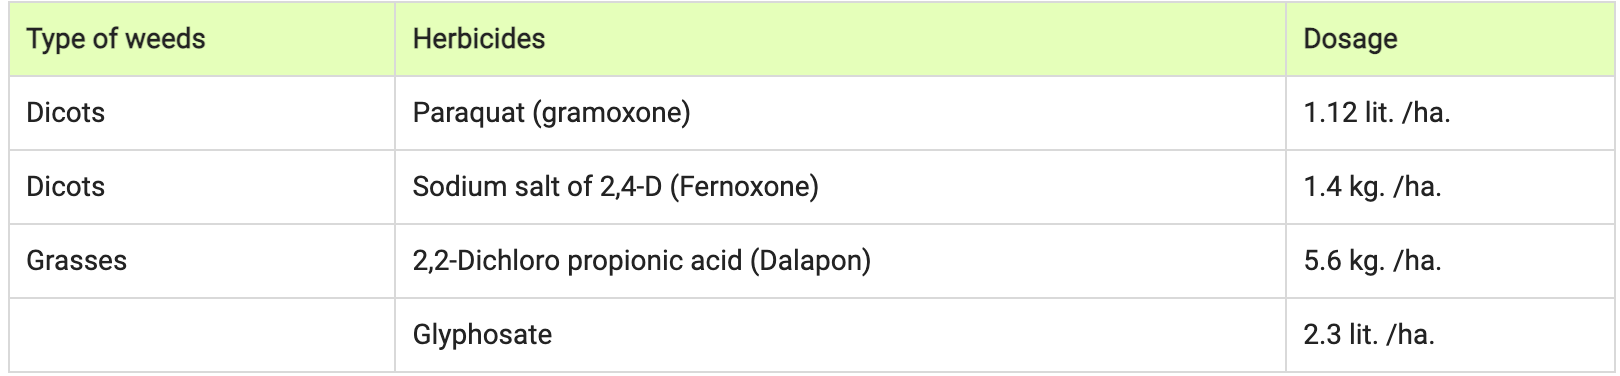 Type of weeds Herbicides Dosage
Dicots Paraquat (gramoxone) 1.12 lit. /ha.
Dicots Sodium salt of 2,4-D (Fernoxone) 1.4 kg. /ha.
Grasses 2,2-Dichloro propionic acid (Dalapon) 5.6 kg. /ha.
Glyphosate 2.3 lit. /ha.